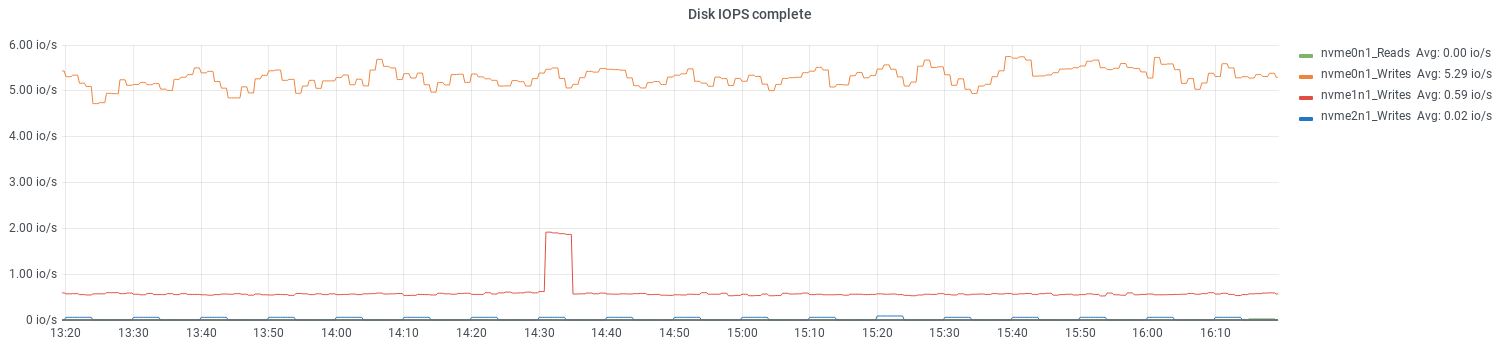 Disk IOPS complete
6.00 io/s
5.00 io/s
4.00 io/s
3.00 io/s
2.00 io/s
1.00 io/s
0 io/s
13:20 13:30 13:40 13:50 14:00 14:10 14:20 14:30 14:40 14:50 15:00 15:10 15:20 15:30 15:40 15:50 16:00 16:10
nvme0n1_Reads Avg: 0.00 io/s
nvme0n1_Writes Avg: 5.29 io/s
nvme1n1_Writes Avg: 0.59 io/s
nvme2n1_Writes Avg: 0.02 io/s